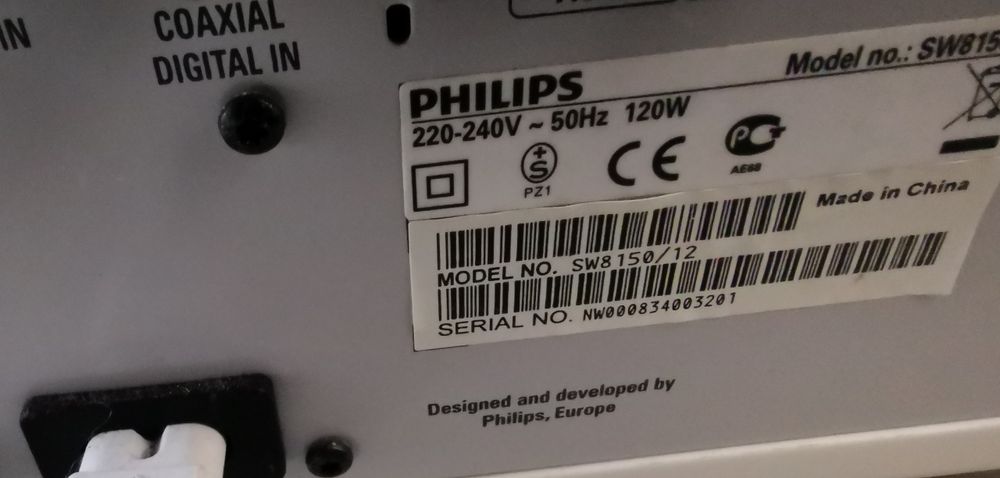 IN
COAXIAL
DIGITAL IN
PHILIPS
Model no.: SW815
220-240V ~ 50Hz 120W
+
S
PZ1
CE
PC
AE68
Made in China
MODEL NO. SW8150/12
SERIAL NO. NW000834003201
Designed and developed by
Philips, Europe